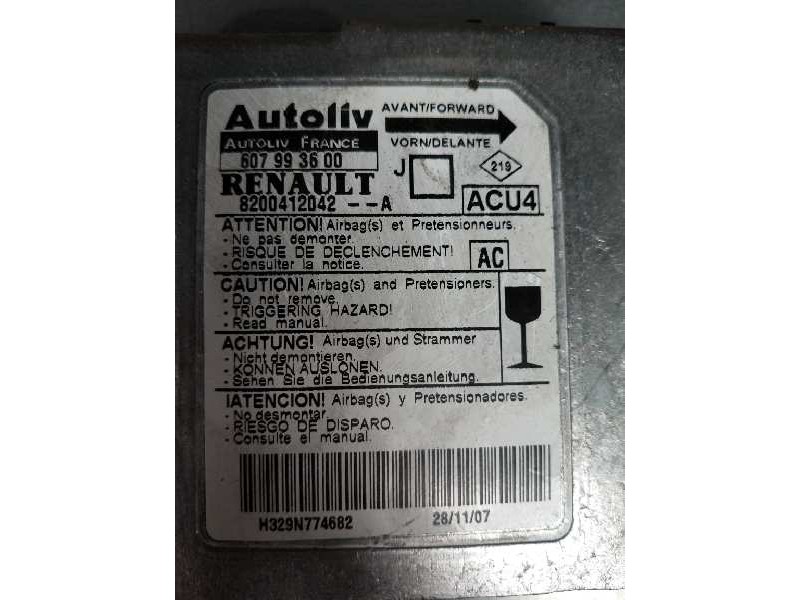 Autoliv
AVANT/FORWARD
AUTOLIV FRANCE
VORN/DELANTE
607 99 36 00
J
219
RENAULT
8200412042 --A
ACU4
ATTENTION! Airbag(s) et Pretensionneurs.
- Ne pas demonter.
- RISQUE DE DECLENCHEMENT!
- Consulter la notice.
AC
CAUTION! Airbag(s) and Pretensioners.
- Do not remove.
- TRIGGERING HAZARD!
- Read manual.
ACHTUNG! Airbag(s) und Strammer
- Nicht demontieren.
- KONNEN AUSLONEN.
- Sehen Sie die Bedienungsanleitung.
¡ATENCION! Airbag(s) y Pretensionadores.
- No desmontar.
- RIESGO DE DISPARO.
- Consulte el manual.
H329N774682
28/11/07